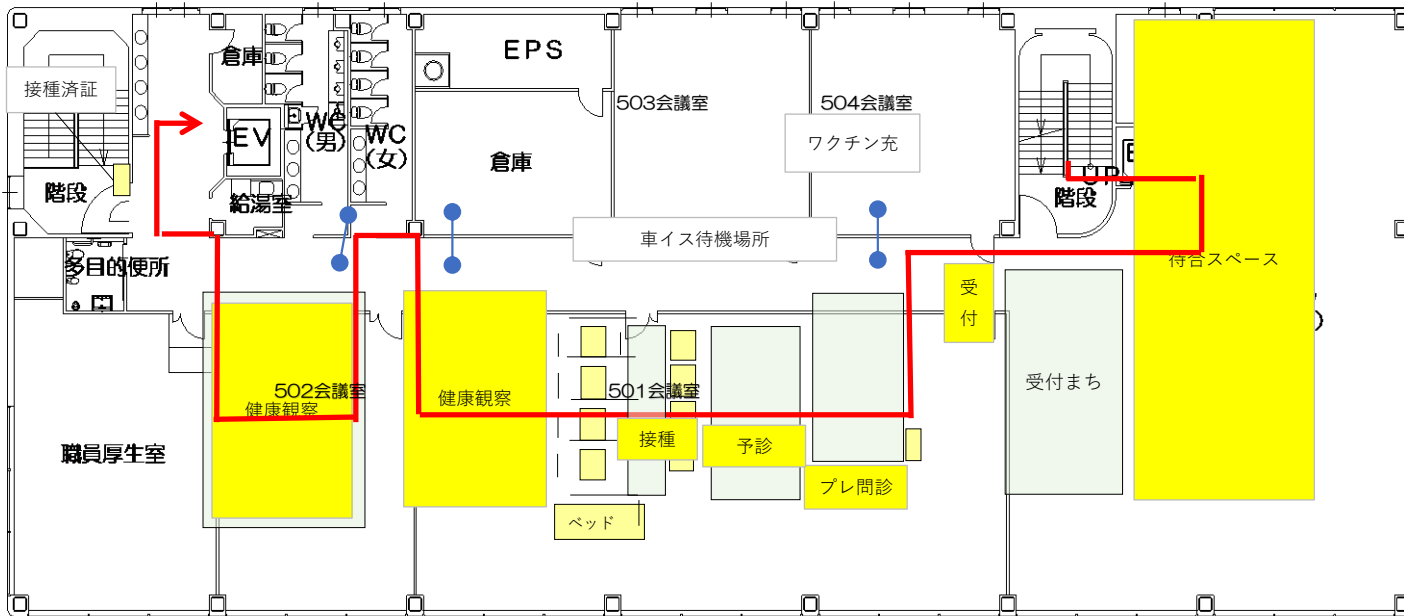 接種済証
倉庫
EV
WC
(男)
WC
(女)
EPS
倉庫
503会議室
504会議室
ワクチン充
階段
給湯室
車イス待機場所
階段
UP
待合スペース
多目的便所
受
付
受付まち
502会議室
健康観察
健康観察
501会議室
接種
予診
プレ問診
職員厚生室
ベッド